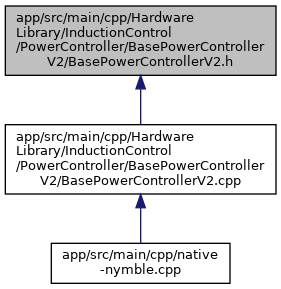 app/src/main/cpp/Hardware
Library/InductionControl
/PowerController/BasePowerController
V2/BasePowerControllerV2.h
app/src/main/cpp/Hardware
Library/InductionControl
/PowerController/BasePowerController
V2/BasePowerControllerV2.cpp
app/src/main/cpp/native
-nymble.cpp